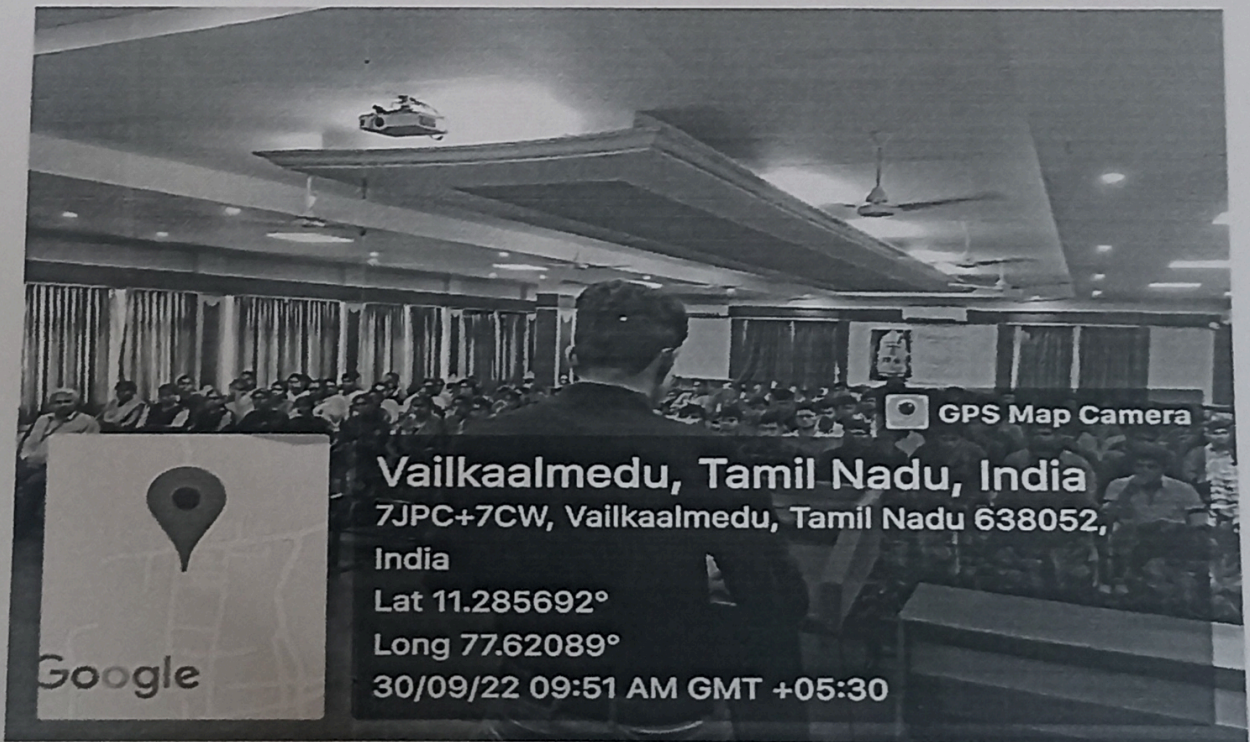 GPS Map Camera
Vailkaalmedu, Tamil Nadu, India
7JPC+7CW, Vailkaalmedu, Tamil Nadu 638052,
India
Lat 11.285692°
Long 77.62089°
30/09/22 09:51 AM GMT +05:30
Google